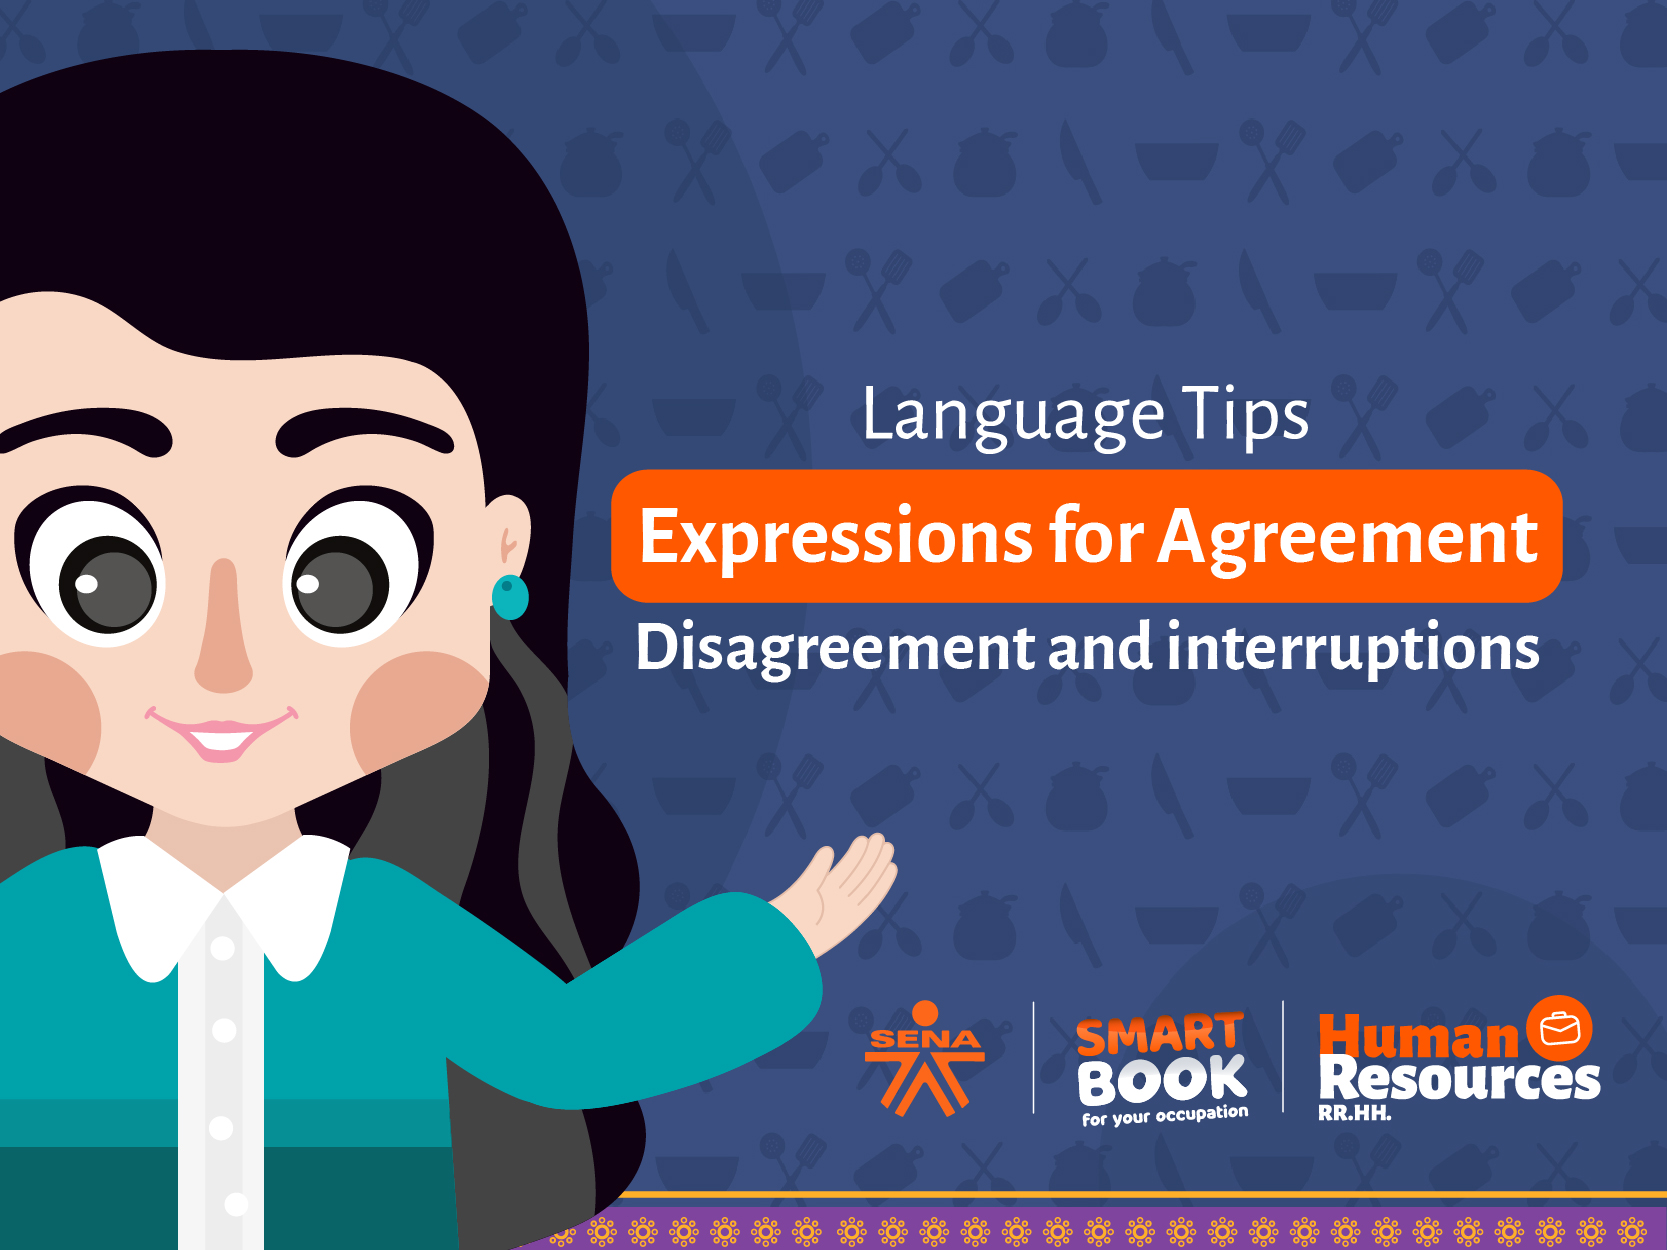 Language Tips
Expressions for Agreement
Disagreement and interruptions
SENA
SMART
BOOK
for your occupation
Human
Resources
RR.HH.